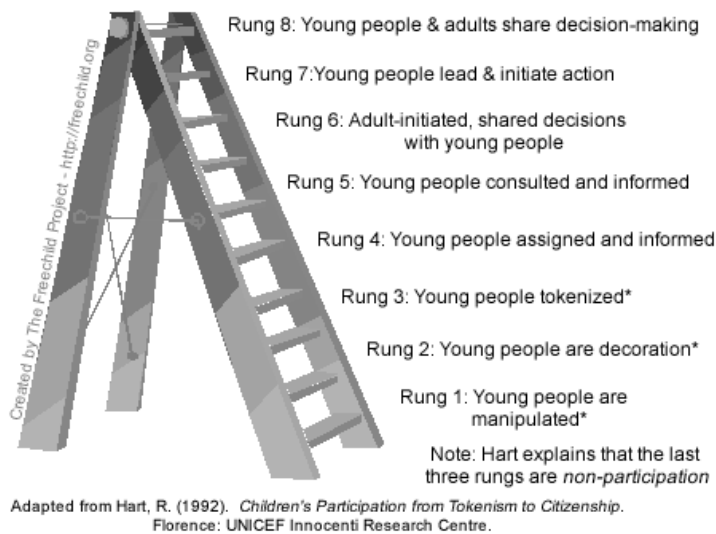 Rung 8: Young people & adults share decision-making
Rung 7:Young people lead & initiate action
Rung 6: Adult-initiated, shared decisions
with young people
Rung 5: Young people consulted and informed
Rung 4: Young people assigned and informed
Rung 3: Young people tokenized*
Rung 2: Young people are decoration*
Rung 1: Young people are
manipulated*
Note: Hart explains that the last
three rungs are non-participation
Created by The Freechild Project - http://freechild.org
Adapted from Hart, R. (1992). Children's Participation from Tokenism to Citizenship.
Florence: UNICEF Innocenti Research Centre.